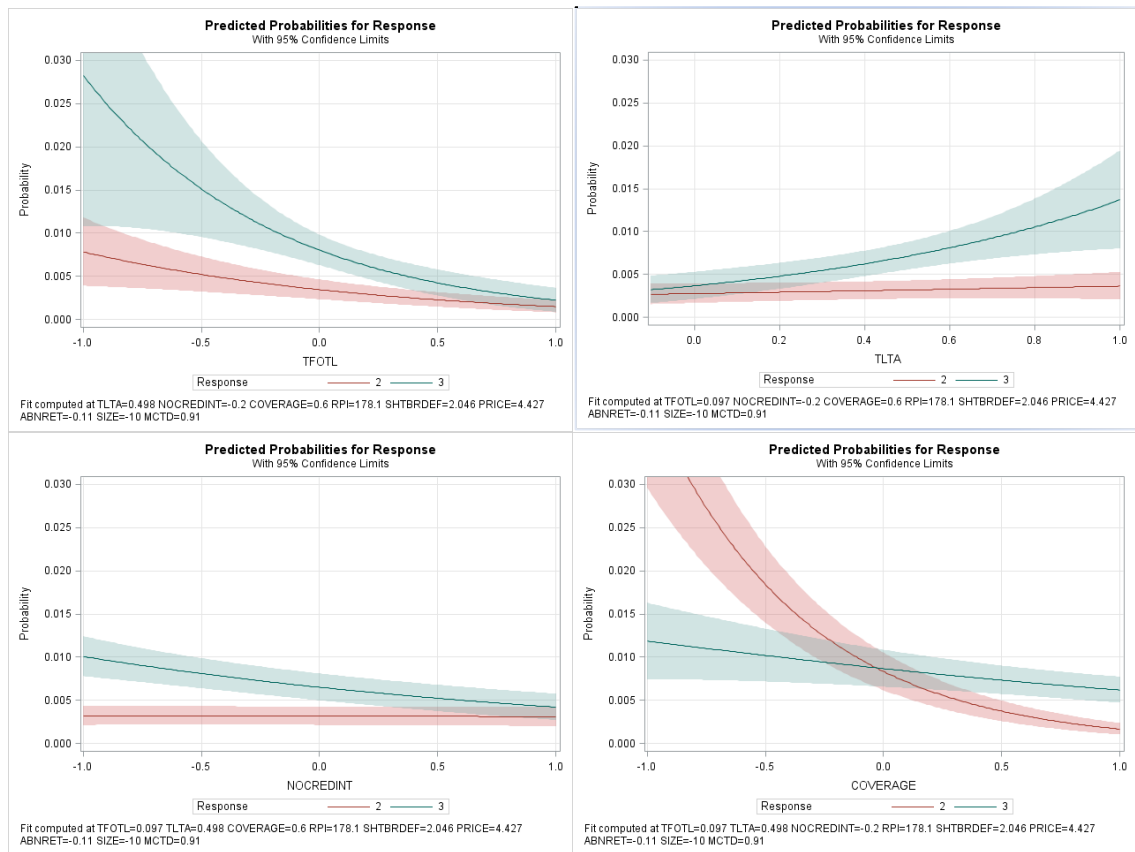 Predicted Probabilities for Response
With 95% Confidence Limits
0.030
0.025
0.020
0.015
0.010
0.005
0.000
Probability
-1.0 -0.5 0.0 0.5 1.0
TFOTL
Response 2 3
Fit computed at TLTA=0.498 NOCREDINT=-0.2 COVERAGE=0.6 RPI=178.1 SHTBRDEF=2.046 PRICE=4.427
ABNRET=-0.11 SIZE=-10 MCTD=0.91
Predicted Probabilities for Response
With 95% Confidence Limits
0.030
0.025
0.020
0.015
0.010
0.005
0.000
Probability
0.0 0.2 0.4 0.6 0.8 1.0
TLTA
Response 2 3
Fit computed at TFOTL=0.097 NOCREDINT=-0.2 COVERAGE=0.6 RPI=178.1 SHTBRDEF=2.046 PRICE=4.427
ABNRET=-0.11 SIZE=-10 MCTD=0.91
Predicted Probabilities for Response
With 95% Confidence Limits
0.030
0.025
0.020
0.015
0.010
0.005
0.000
Probability
-1.0 -0.5 0.0 0.5 1.0
NOCREDINT
Response 2 3
Fit computed at TFOTL=0.097 TLTA=0.498 COVERAGE=0.6 RPI=178.1 SHTBRDEF=2.046 PRICE=4.427
ABNRET=-0.11 SIZE=-10 MCTD=0.91
Predicted Probabilities for Response
With 95% Confidence Limits
0.030
0.025
0.020
0.015
0.010
0.005
0.000
Probability
-1.0 -0.5 0.0 0.5 1.0
COVERAGE
Response 2 3
Fit computed at TFOTL=0.097 TLTA=0.498 NOCREDINT=-0.2 RPI=178.1 SHTBRDEF=2.046 PRICE=4.427
ABNRET=-0.11 SIZE=-10 MCTD=0.91